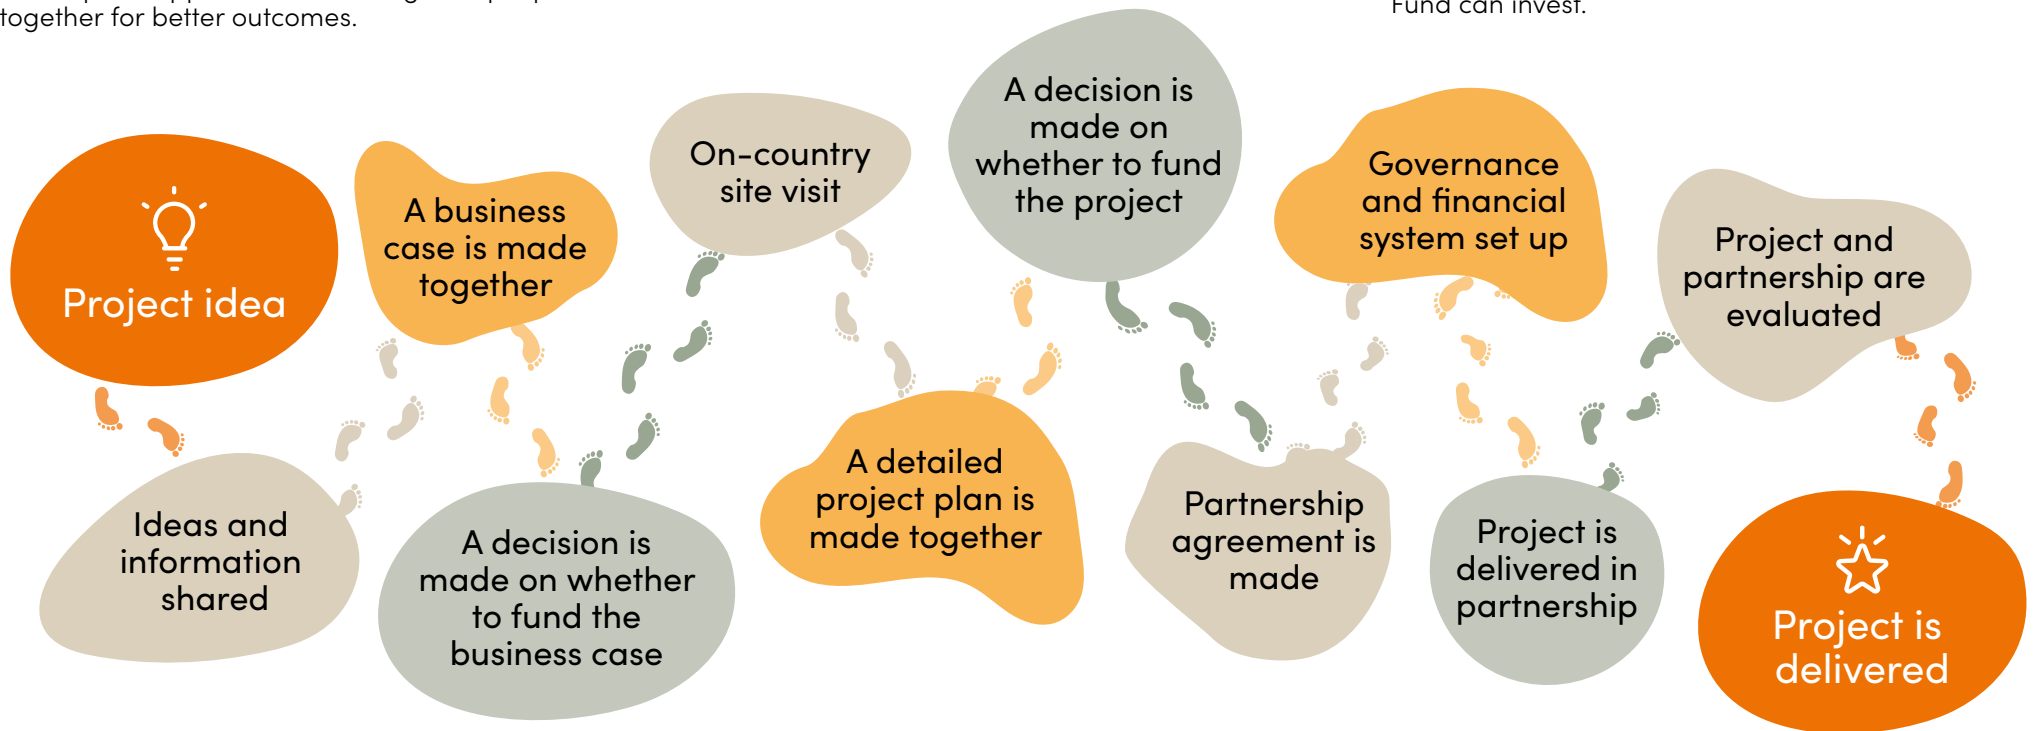 together for better outcomes.
Fund can invest.
Project idea
Ideas and
information
shared
A business
case is made
together
A decision is
made on whether
to fund the
business case
On-country
site visit
A detailed
project plan is
made together
A decision is
made on
whether to fund
the project
Partnership
agreement is
made
Governance
and financial
system set up
Project is
delivered in
partnership
Project and
partnership are
evaluated
Project is
delivered